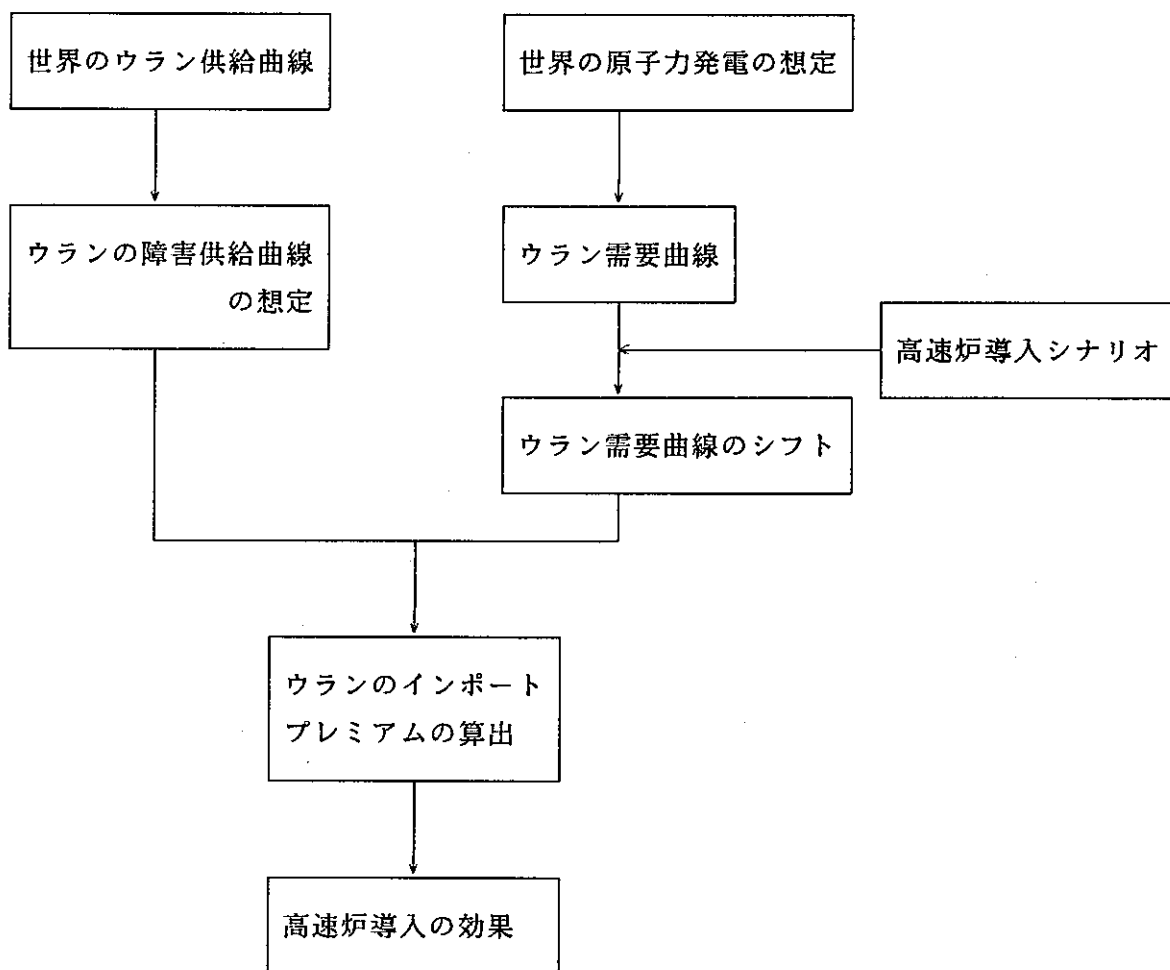 世界のウラン供給曲線
世界の原子力発電の想定
ウランの障害供給曲線
の想定
ウラン需要曲線
高速炉導入シナリオ
ウラン需要曲線のシフト
ウランのインポート
プレミアムの算出
高速炉導入の効果